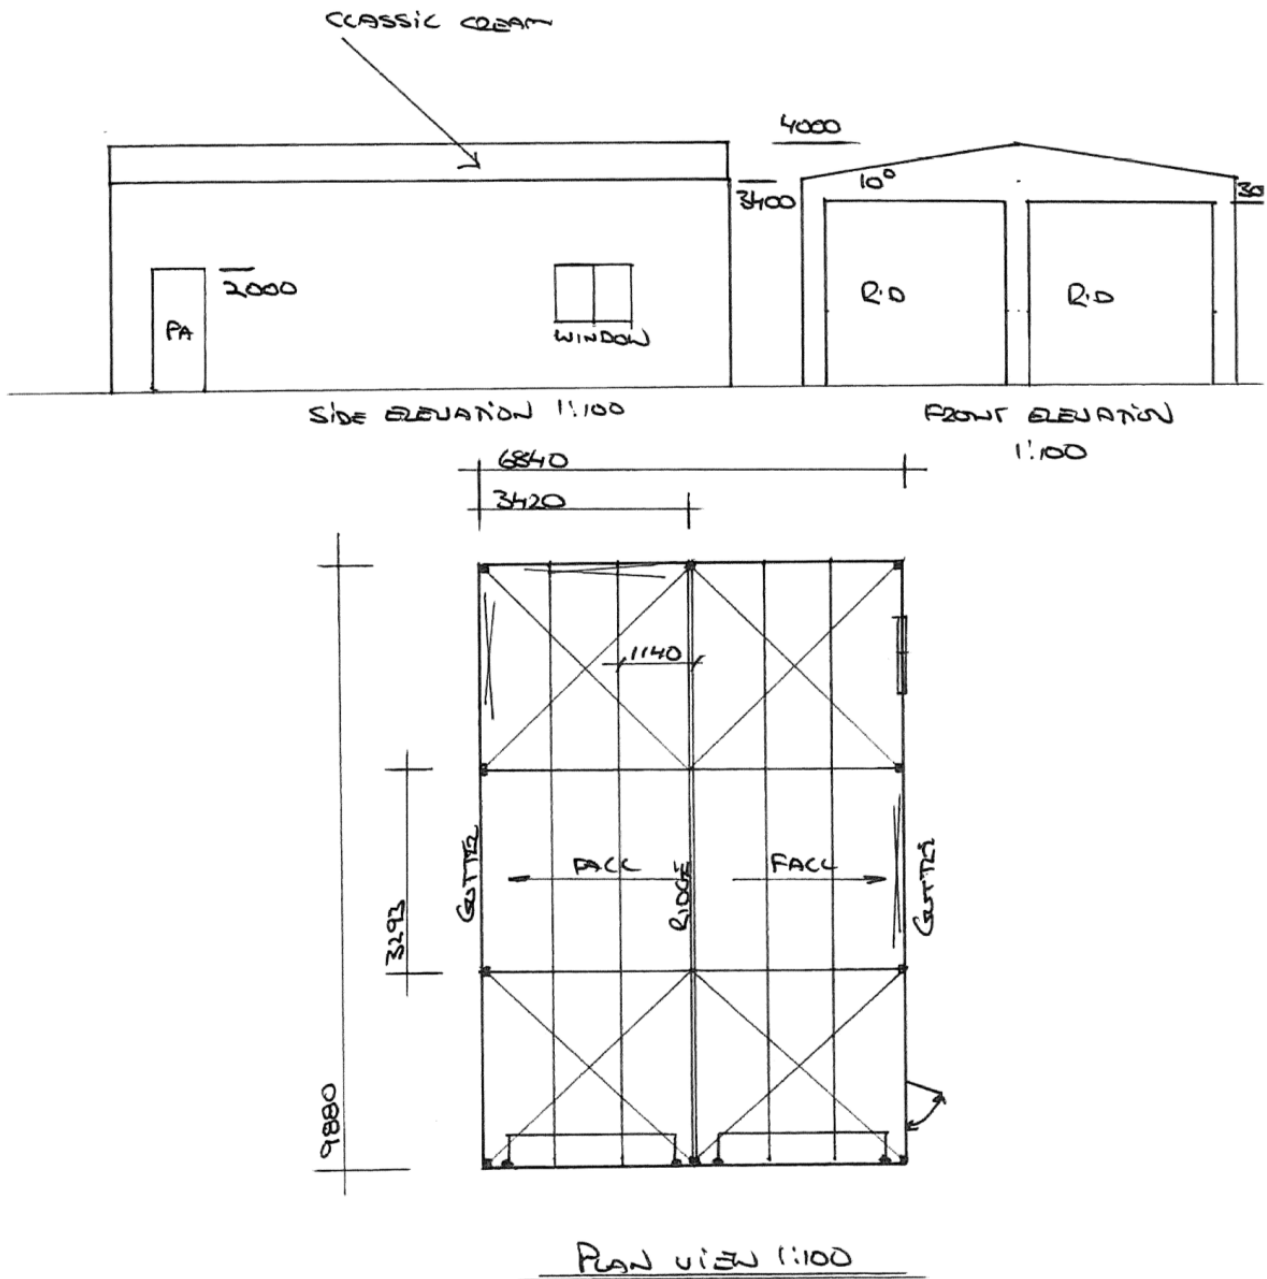 CLASSIC CREAM
4000
10°
3400
30
2000
PA
WINDOW
R.D
R.D
SIDE ELEVATION 1:100
FRONT ELEVATION
1:100
6840
3420
1140
GUTTER
FALL
RIDGE
FALL
GUTTER
3293
9880
PLAN VIEW 1:100